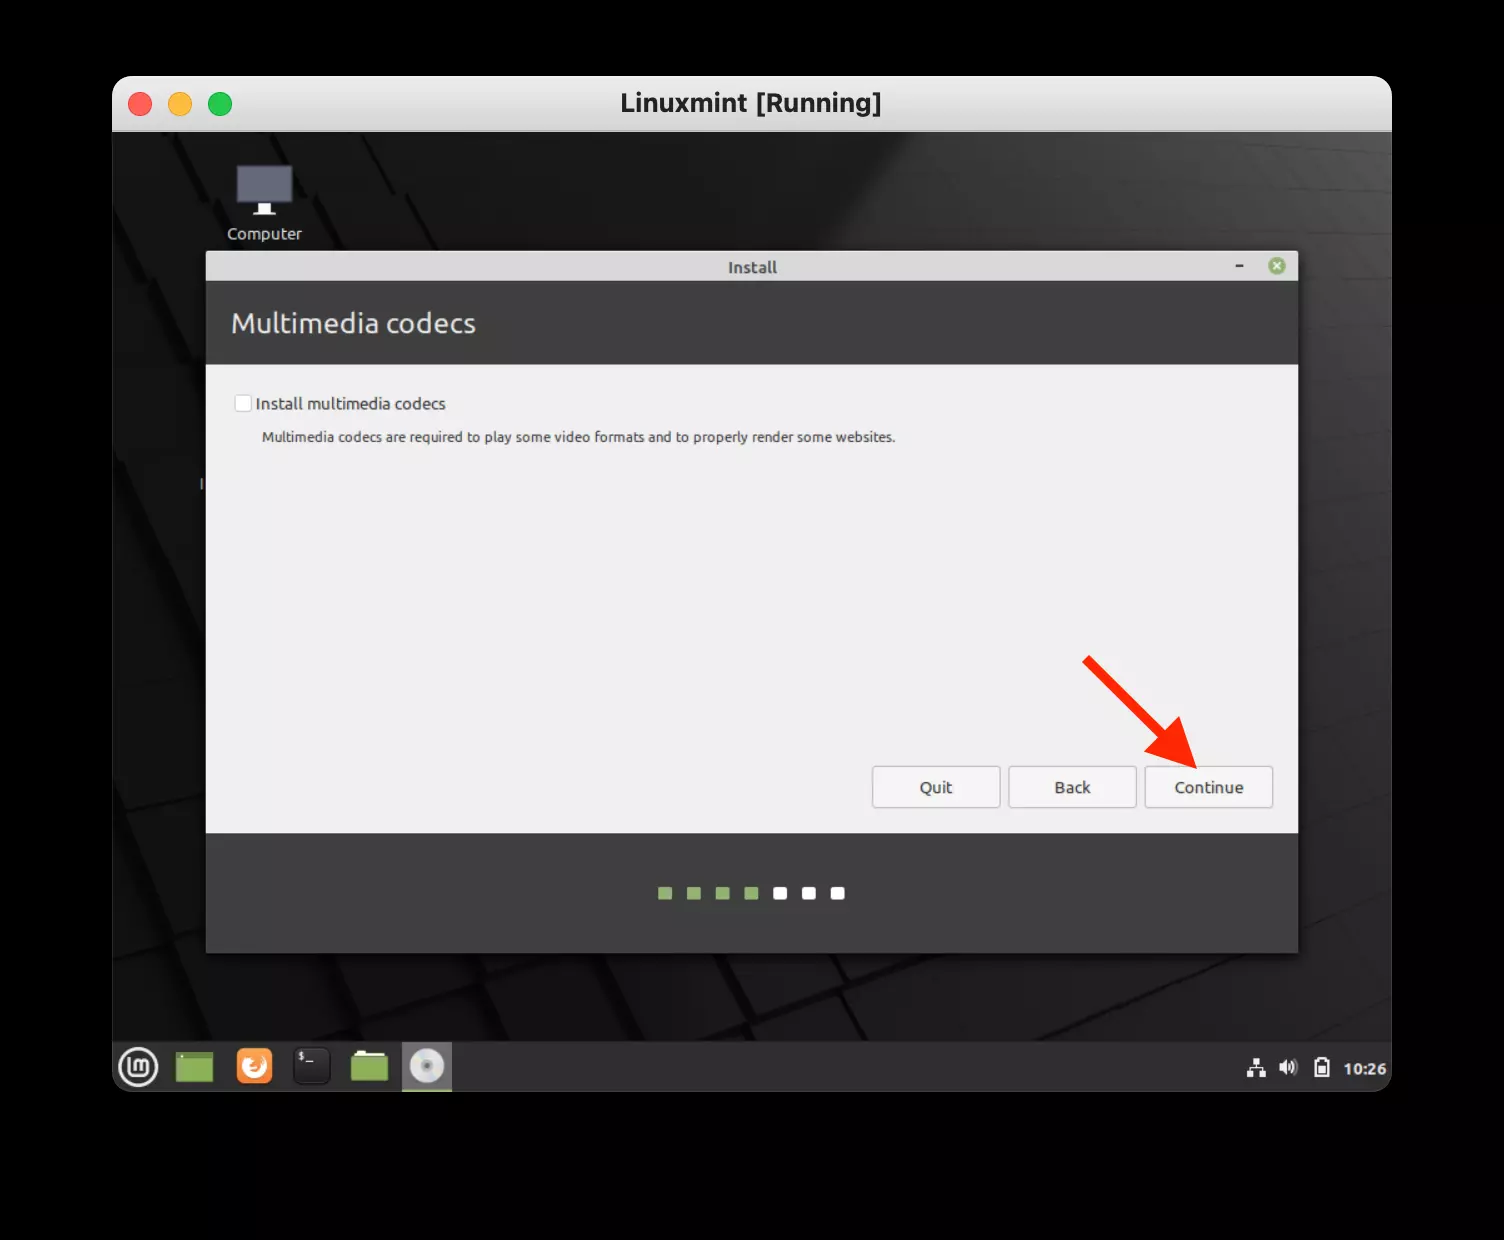 Linuxmint [Running]
Computer
Install
Multimedia codecs
Install multimedia codecs
Multimedia codecs are required to play some video formats and to properly render some websites.
Quit
Back
Continue
$_
10:26